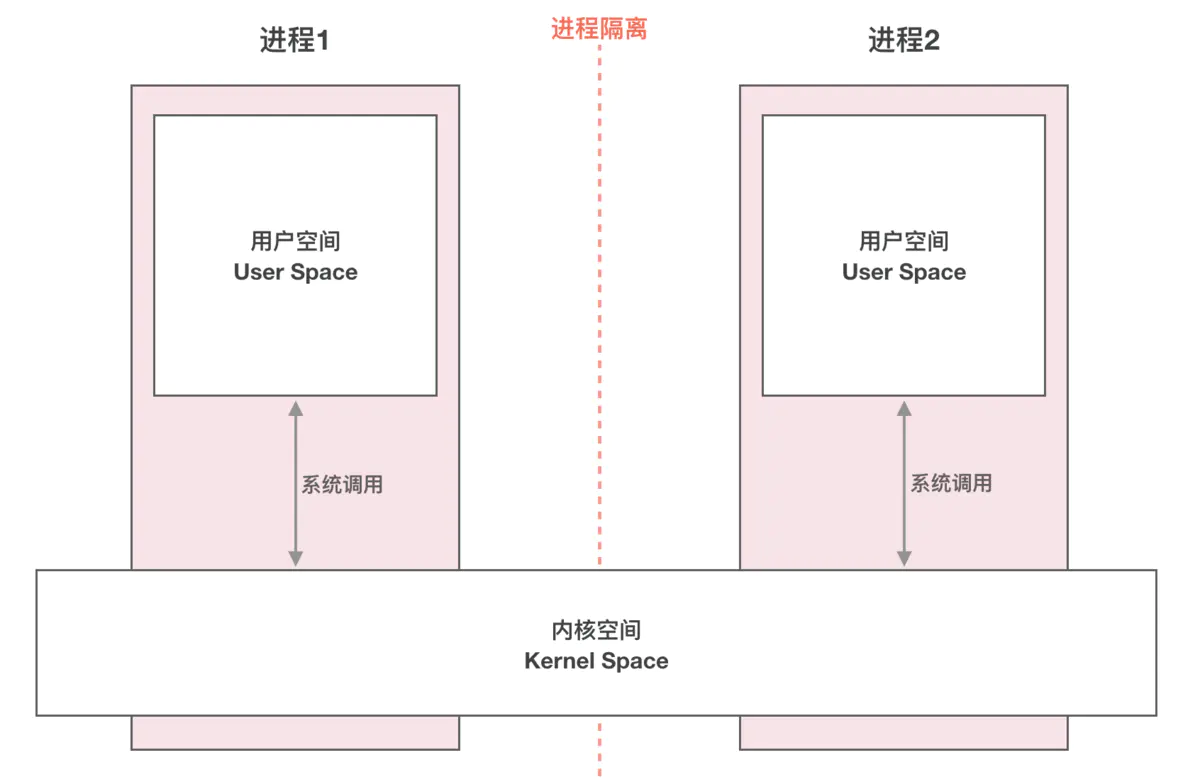 进程隔离
进程1
进程2
用户空间
User Space
用户空间
User Space
系统调用
系统调用
内核空间
Kernel Space